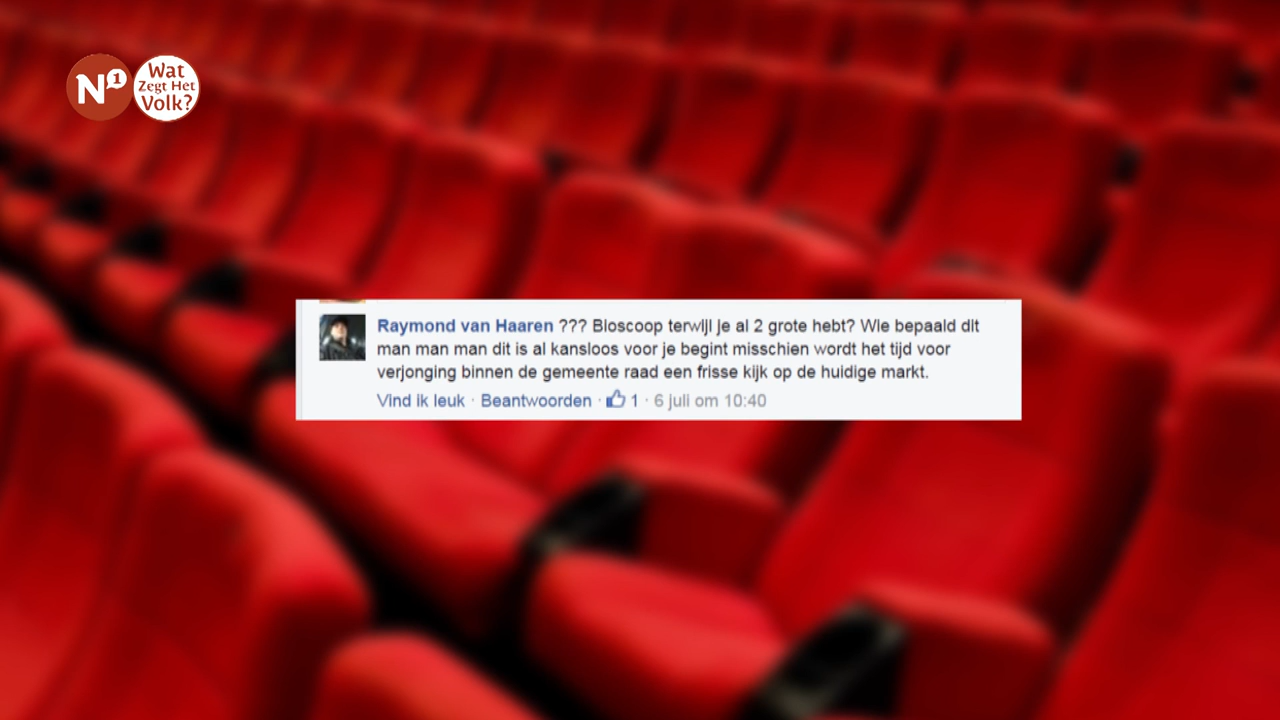 N1
Wat
Zegt Het
Volk?
Raymond van Haaren ??? Bioscoop terwijl je al 2 grote hebt? Wie bepaald dit
man man man dit is al kansloos voor je begint misschien wordt het tijd voor
verjonging binnen de gemeente raad een frisse kijk op de huidige markt.
Vind ik leuk · Beantwoorden · 1 · 6 juli om 10:40